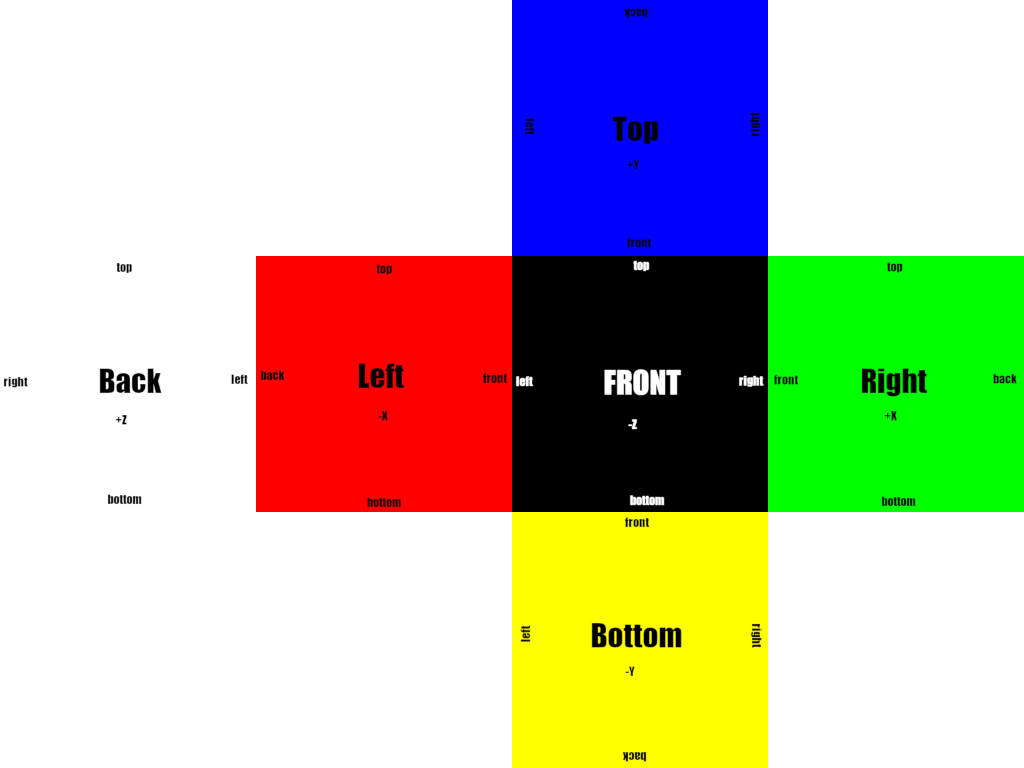 back
left
Top
right
+Y
front
top
right
Back
left
+Z
bottom
top
back
Left
front
-X
bottom
top
left
FRONT
right
-Z
bottom
top
front
Right
back
+X
bottom
front
left
Bottom
right
-Y
back